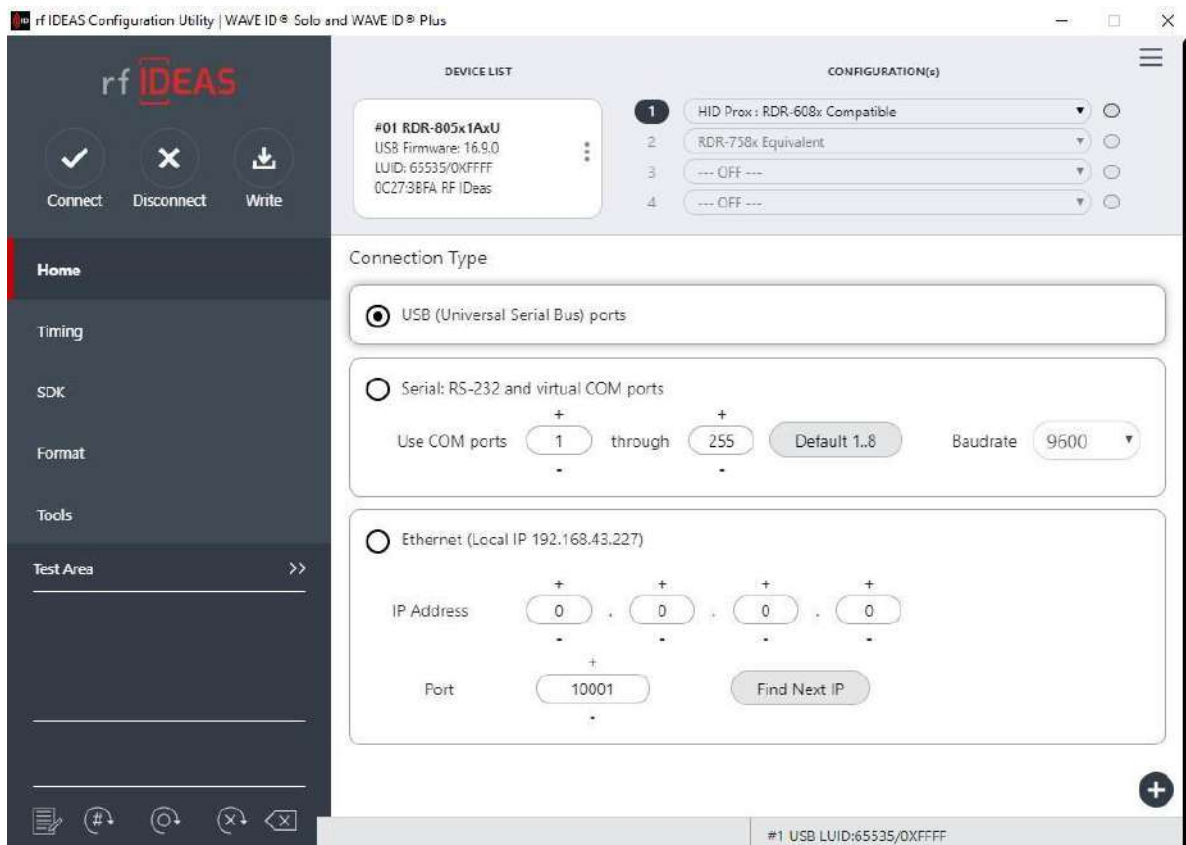 rf IDEAS Configuration Utility | WAVE ID® Solo and WAVE ID® Plus
rf IDEAS
Connect Disconnect Write
Home
Timing
SDK
Format
Tools
Test Area >>
DEVICE LIST
#01 RDR-805x1AxU
USB Firmware: 16.9.0
LUID: 65535/0XFFFF
0C27:3BFA RF IDeas
CONFIGURATION(s)
1 HID Prox : RDR-608x Compatible
2 RDR-758x Equivalent
3 --- OFF ---
4 --- OFF ---
Connection Type
USB (Universal Serial Bus) ports
Serial: RS-232 and virtual COM ports
+ +
Use COM ports 1 through 255 Default 1..8 Baudrate 9600
- -
Ethernet (Local IP 192.168.43.227)
+ + + +
IP Address 0 . 0 . 0 . 0
- - - -
+
Port 10001 Find Next IP
-
#1 USB LUID:65535/0XFFFF